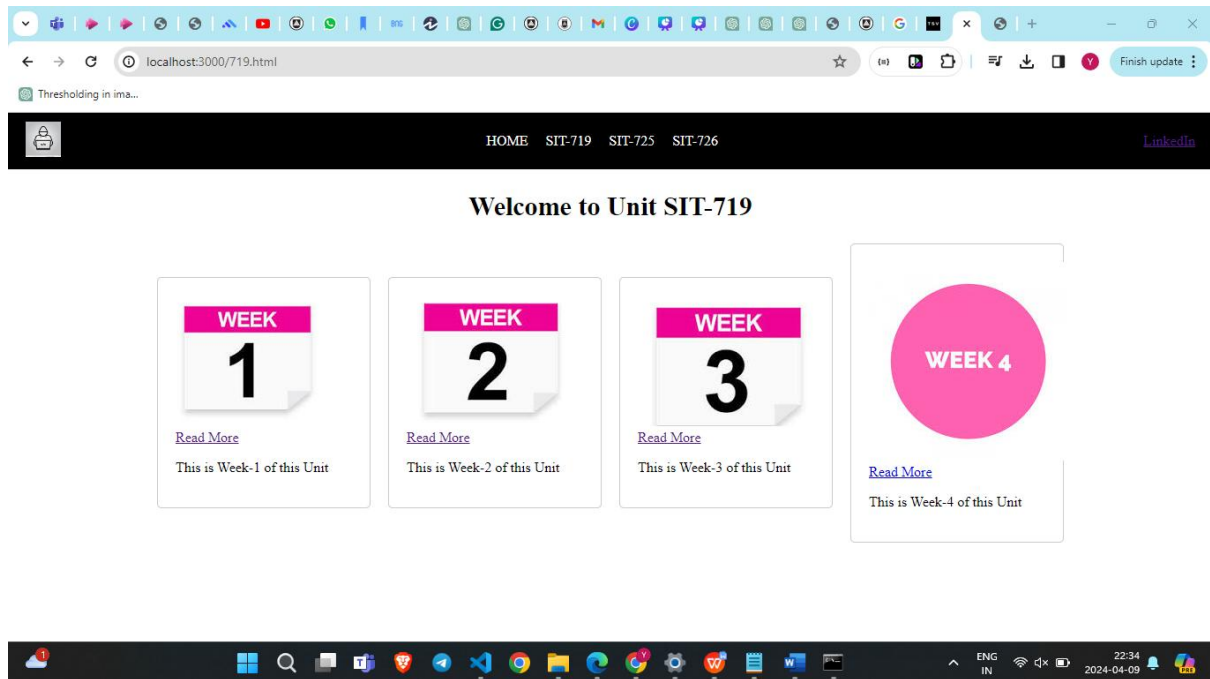 localhost:3000/719.html
Finish update
Thresholding in ima...
HOME SIT-719 SIT-725 SIT-726 LinkedIn
Welcome to Unit SIT-719
WEEK
1
Read More
This is Week-1 of this Unit
WEEK
2
Read More
This is Week-2 of this Unit
WEEK
3
Read More
This is Week-3 of this Unit
WEEK 4
Read More
This is Week-4 of this Unit
ENG
IN
22:34
2024-04-09